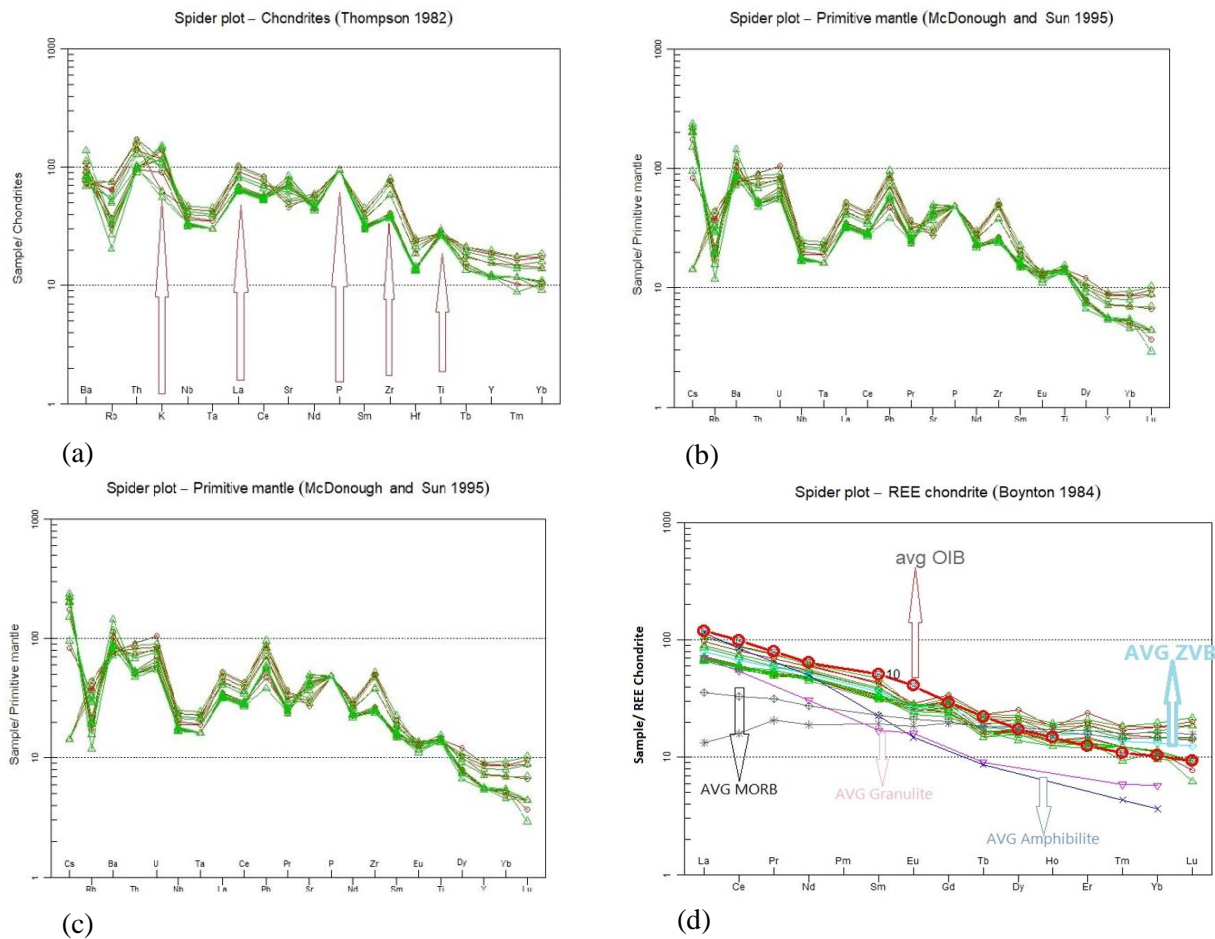 Spider plot – Chondrites (Thompson 1982)
Sample/ Chondrites
1000
100
10
1
Ba Th Nb La Sr P Zr Ti Y Yb
Rb K Ta Ce Nd Sm Hf Tb Tm
(a)
Spider plot – Primitive mantle (McDonough and Sun 1995)
Sample/ Primitive mantle
1000
100
10
1
Cs Ba U Ta Ce Pr P Zr Eu Dy Yb
Rb Th Nb La Pb Sr Nd Sm Ti Y Lu
(b)
Spider plot – Primitive mantle (McDonough and Sun 1995)
Sample/ Primitive mantle
1000
100
10
1
Cs Ba U Ta Ce Pr P Zr Eu Dy Yb
Rb Th Nb La Pb Sr Nd Sm Ti Y Lu
(c)
Spider plot – REE chondrite (Boynton 1984)
Sample/ REE Chondrite
1000
100
10
1
avg OIB
10
AVG ZVB
AVG MORB
AVG Granulite
AVG Amphibilite
La Pr Pm Eu Tb Ho Tm Lu
Ce Nd Sm Gd Dy Er Yb
(d)